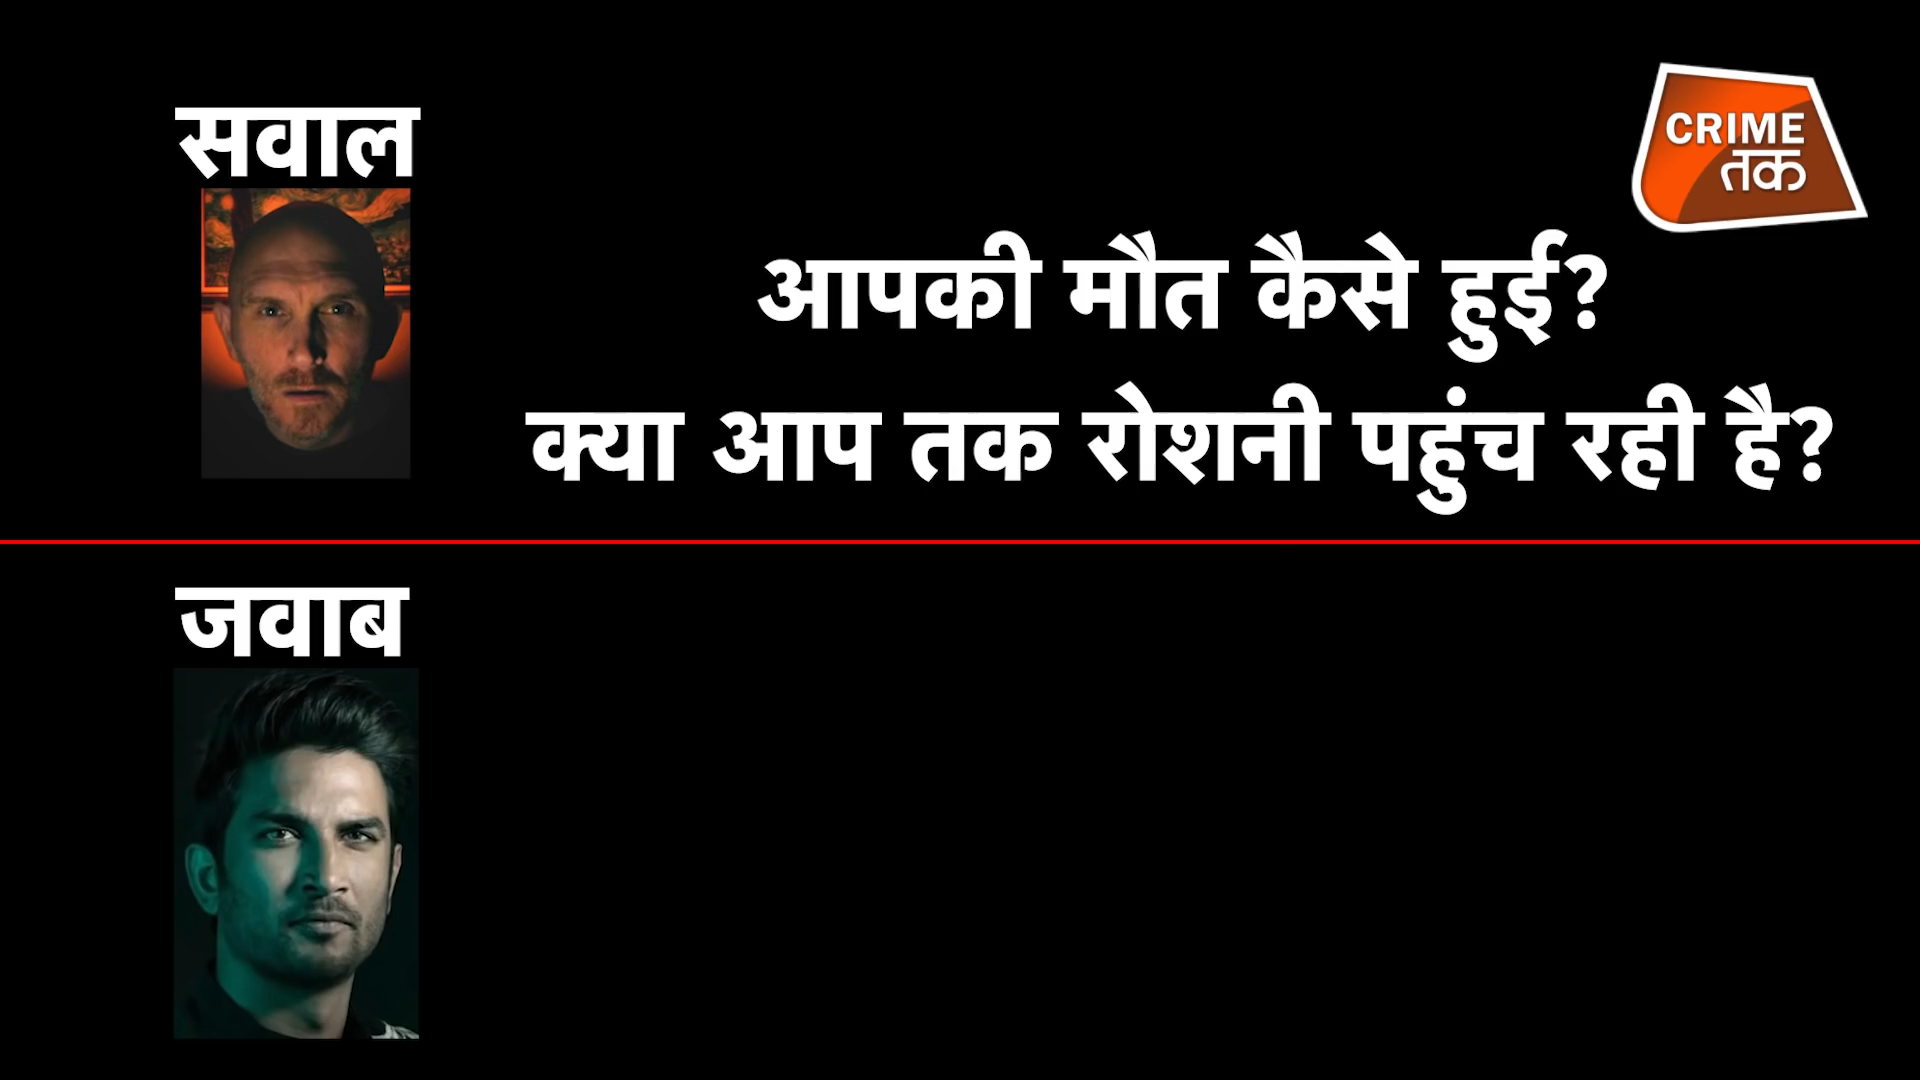 सवाल
CRIME
तक
आपकी मौत कैसे हुई?
क्या आप तक रोशनी पहुंच रही है?
जवाब